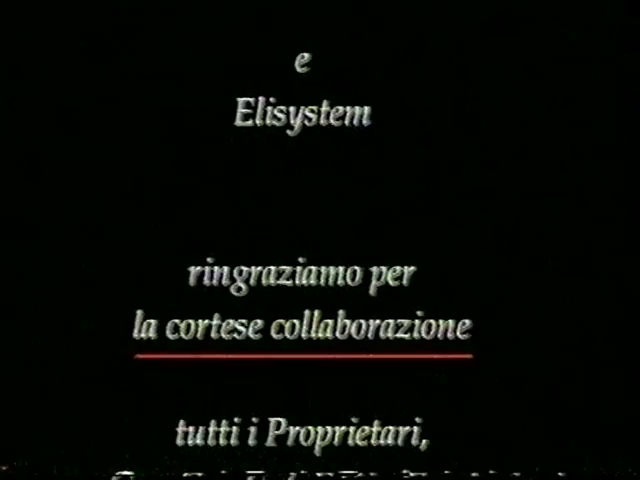 e
Elisystem
ringraziamo per
la cortese collaborazione
tutti i Proprietari,